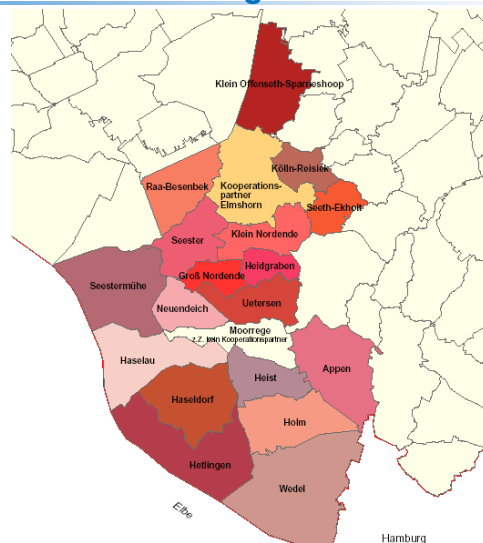 Klein Offenseth-Sparrieshoop
Kölln-Reisiek
Raa-Besenbek
Kooperations-
partner
Elmshorn
Seeth-Ekholt
Seester
Klein Nordende
Heidgraben
Groß Nordende
Seestermühe
Neuendeich
Uetersen
Moorrege
z.Z. kein Kooperationspartner
Haselau
Appen
Heist
Haseldorf
Holm
Hetlingen
Wedel
Elbe
Hamburg